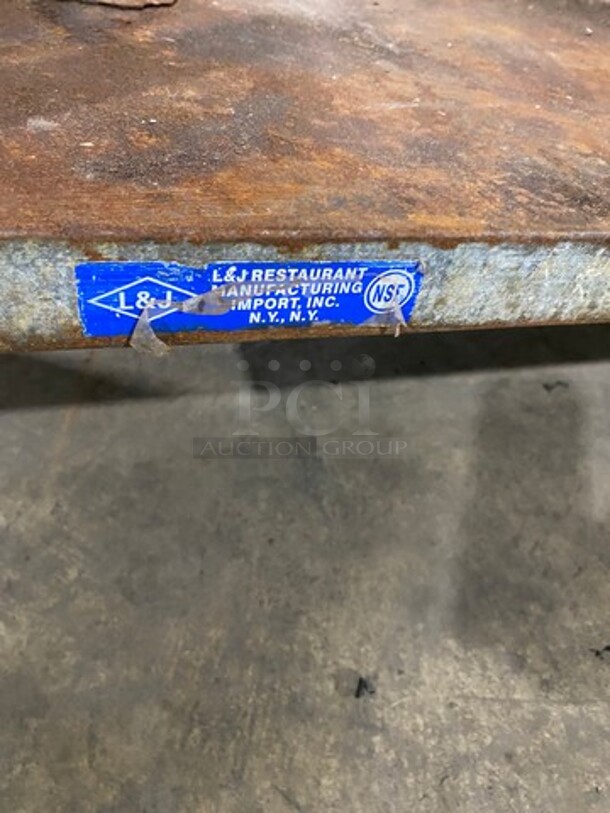 L&J
L&J RESTAURANT
MANUFACTURING
IMPORT, INC.
N.Y., N.Y.
NSF
PCI
AUCTION GROUP